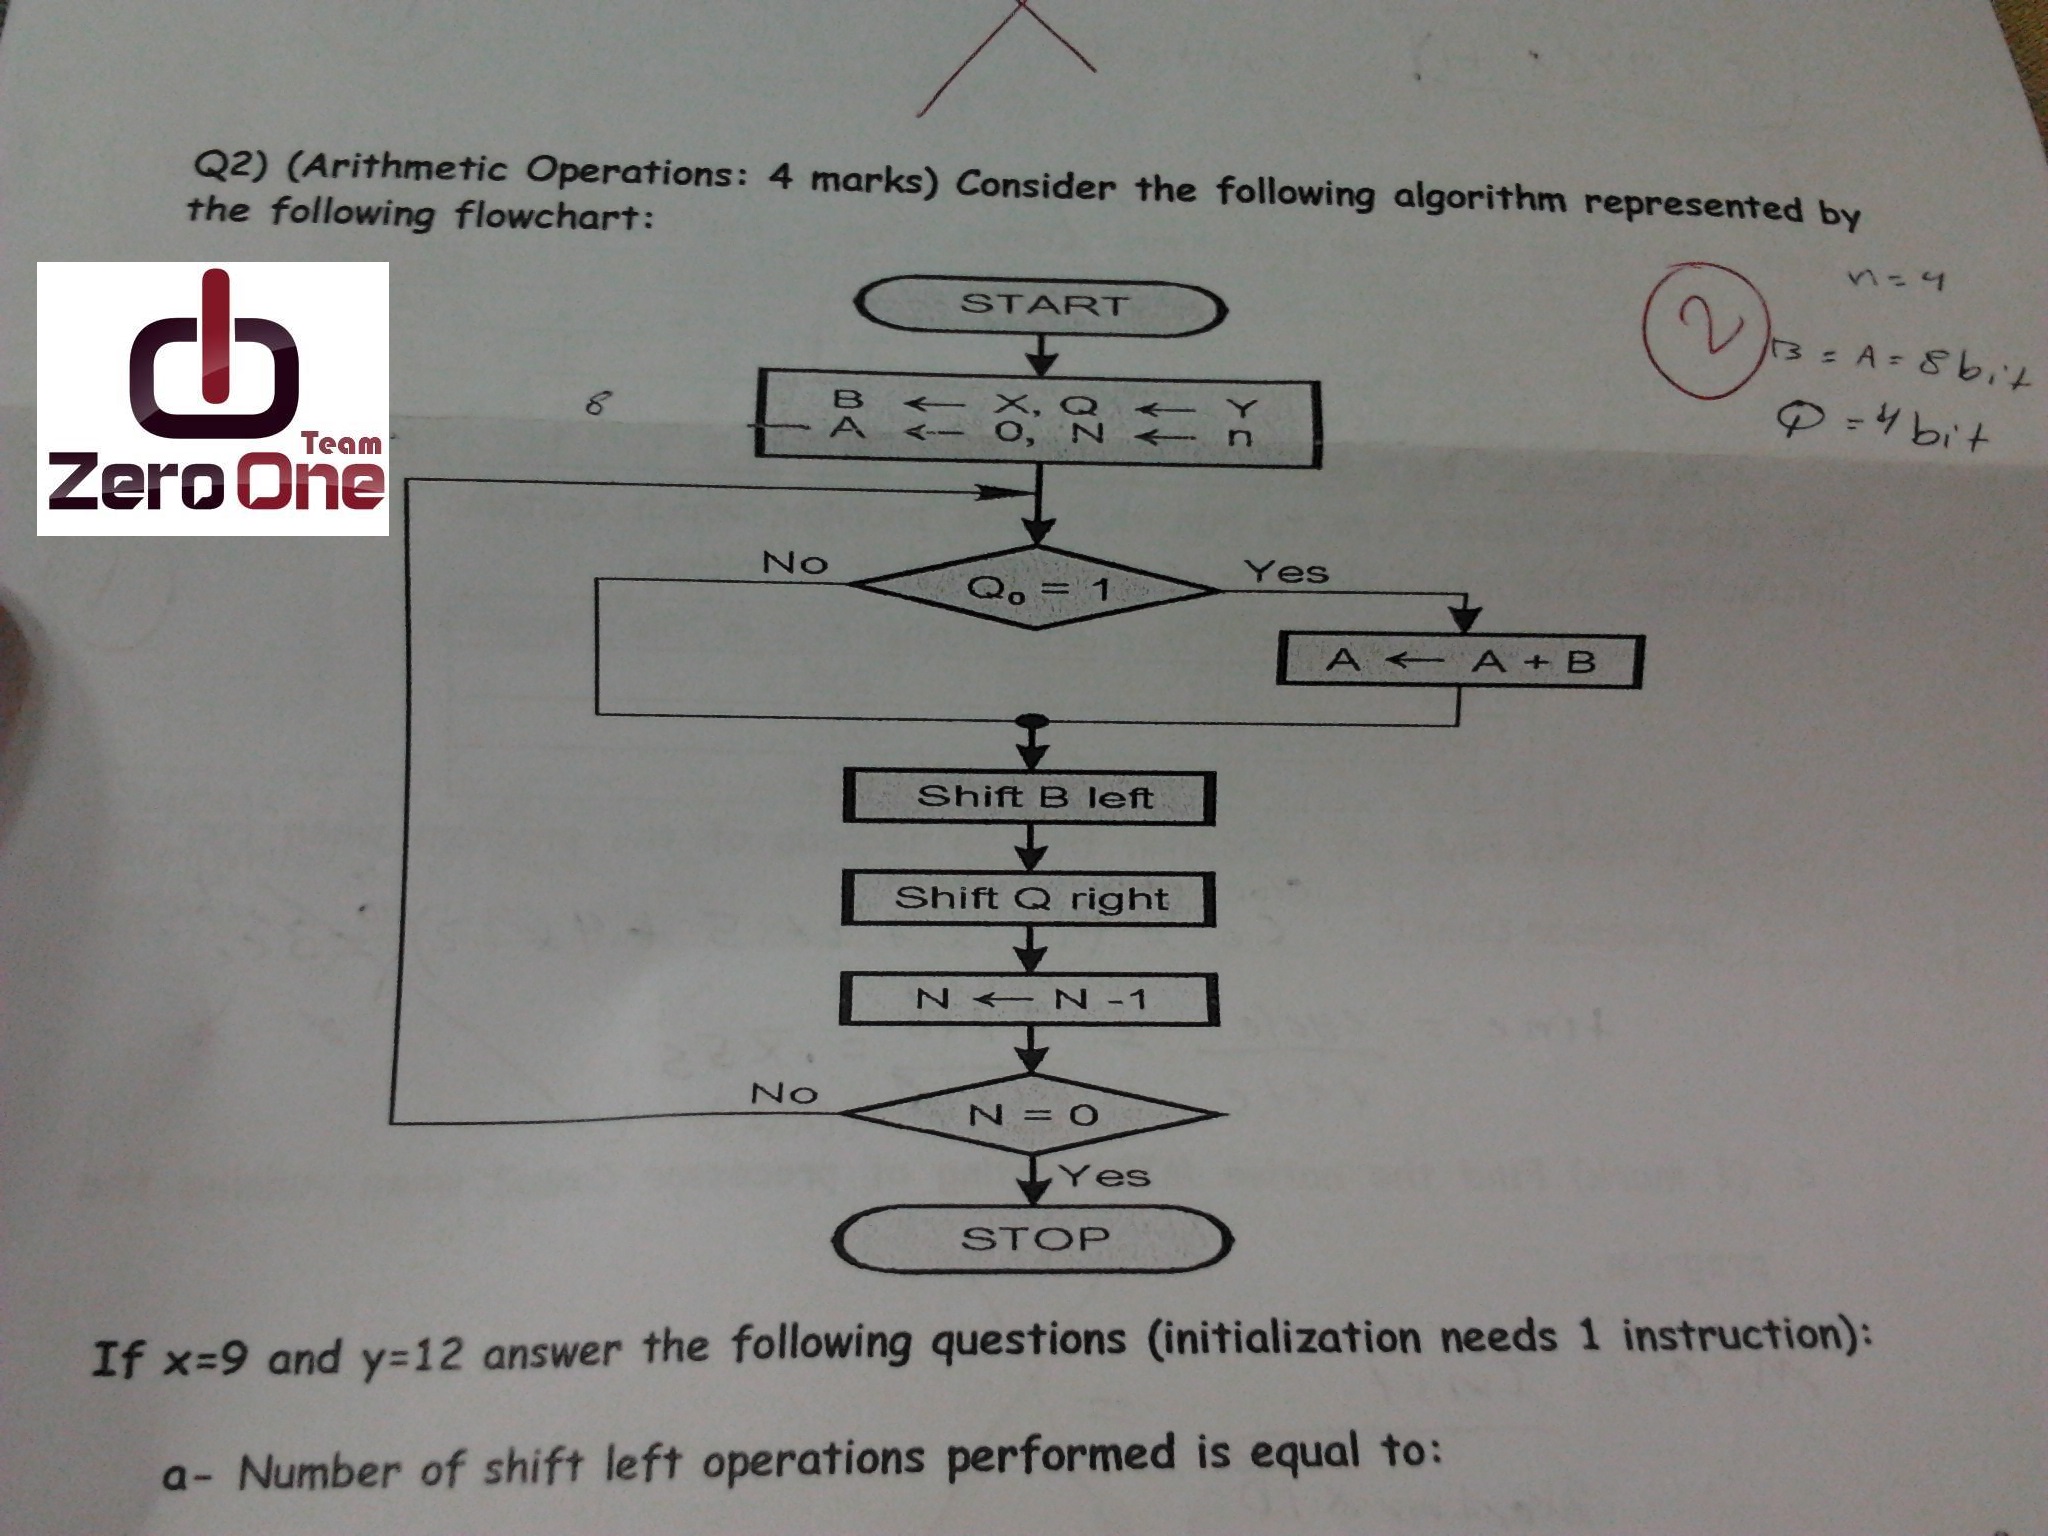 Q2) (Arithmetic Operations: 4 marks) Consider the following algorithm represented by
the following flowchart:
Team
Zero One
n = 4
2
B = A = 8 bit
Q = 4 bit
8
START
B ← X, Q ← Y
A ← 0, N ← n
No
Q₀ = 1
Yes
A ← A + B
Shift B left
Shift Q right
N ← N -1
No
N = 0
Yes
STOP
If x=9 and y=12 answer the following questions (initialization needs 1 instruction):
a- Number of shift left operations performed is equal to: